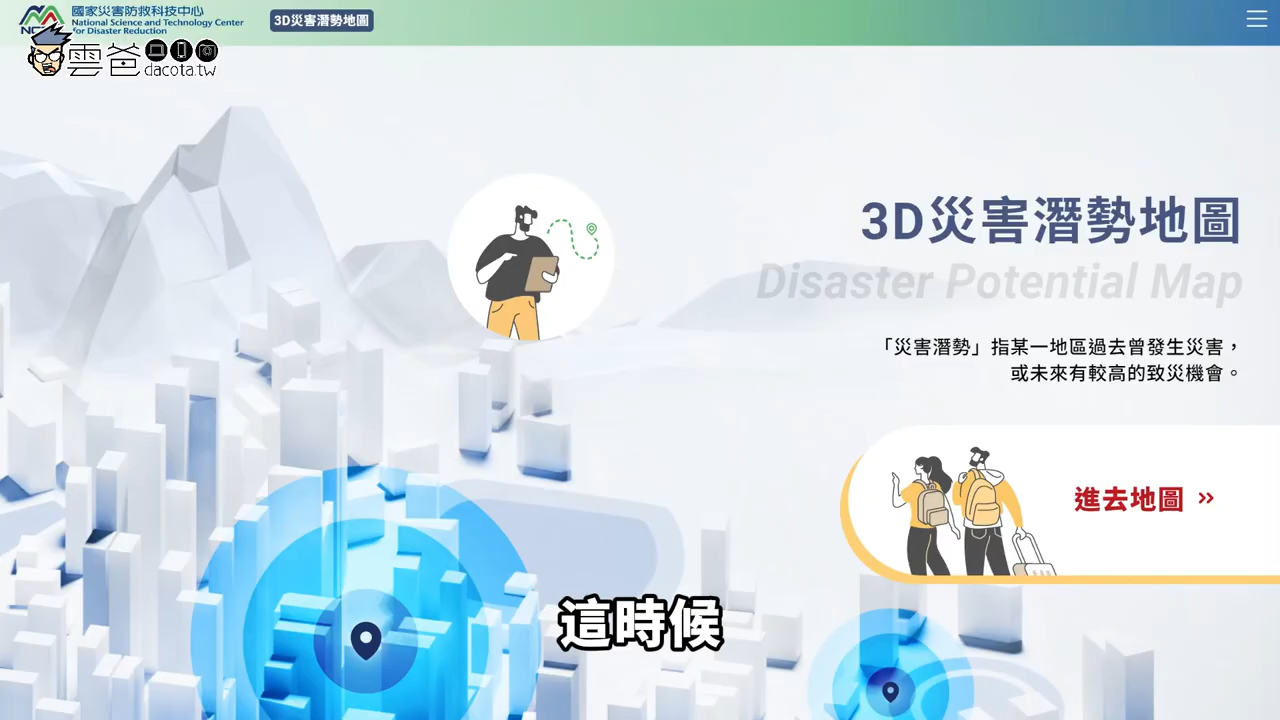 國家災害防救科技中心
National Science and Technology Center
for Disaster Reduction
3D災害潛勢地圖
雲爸
dacota.tw
3D災害潛勢地圖
Disaster Potential Map
「災害潛勢」指某一地區過去曾發生災害，
或未來有較高的致災機會。
進去地圖 »
這時候